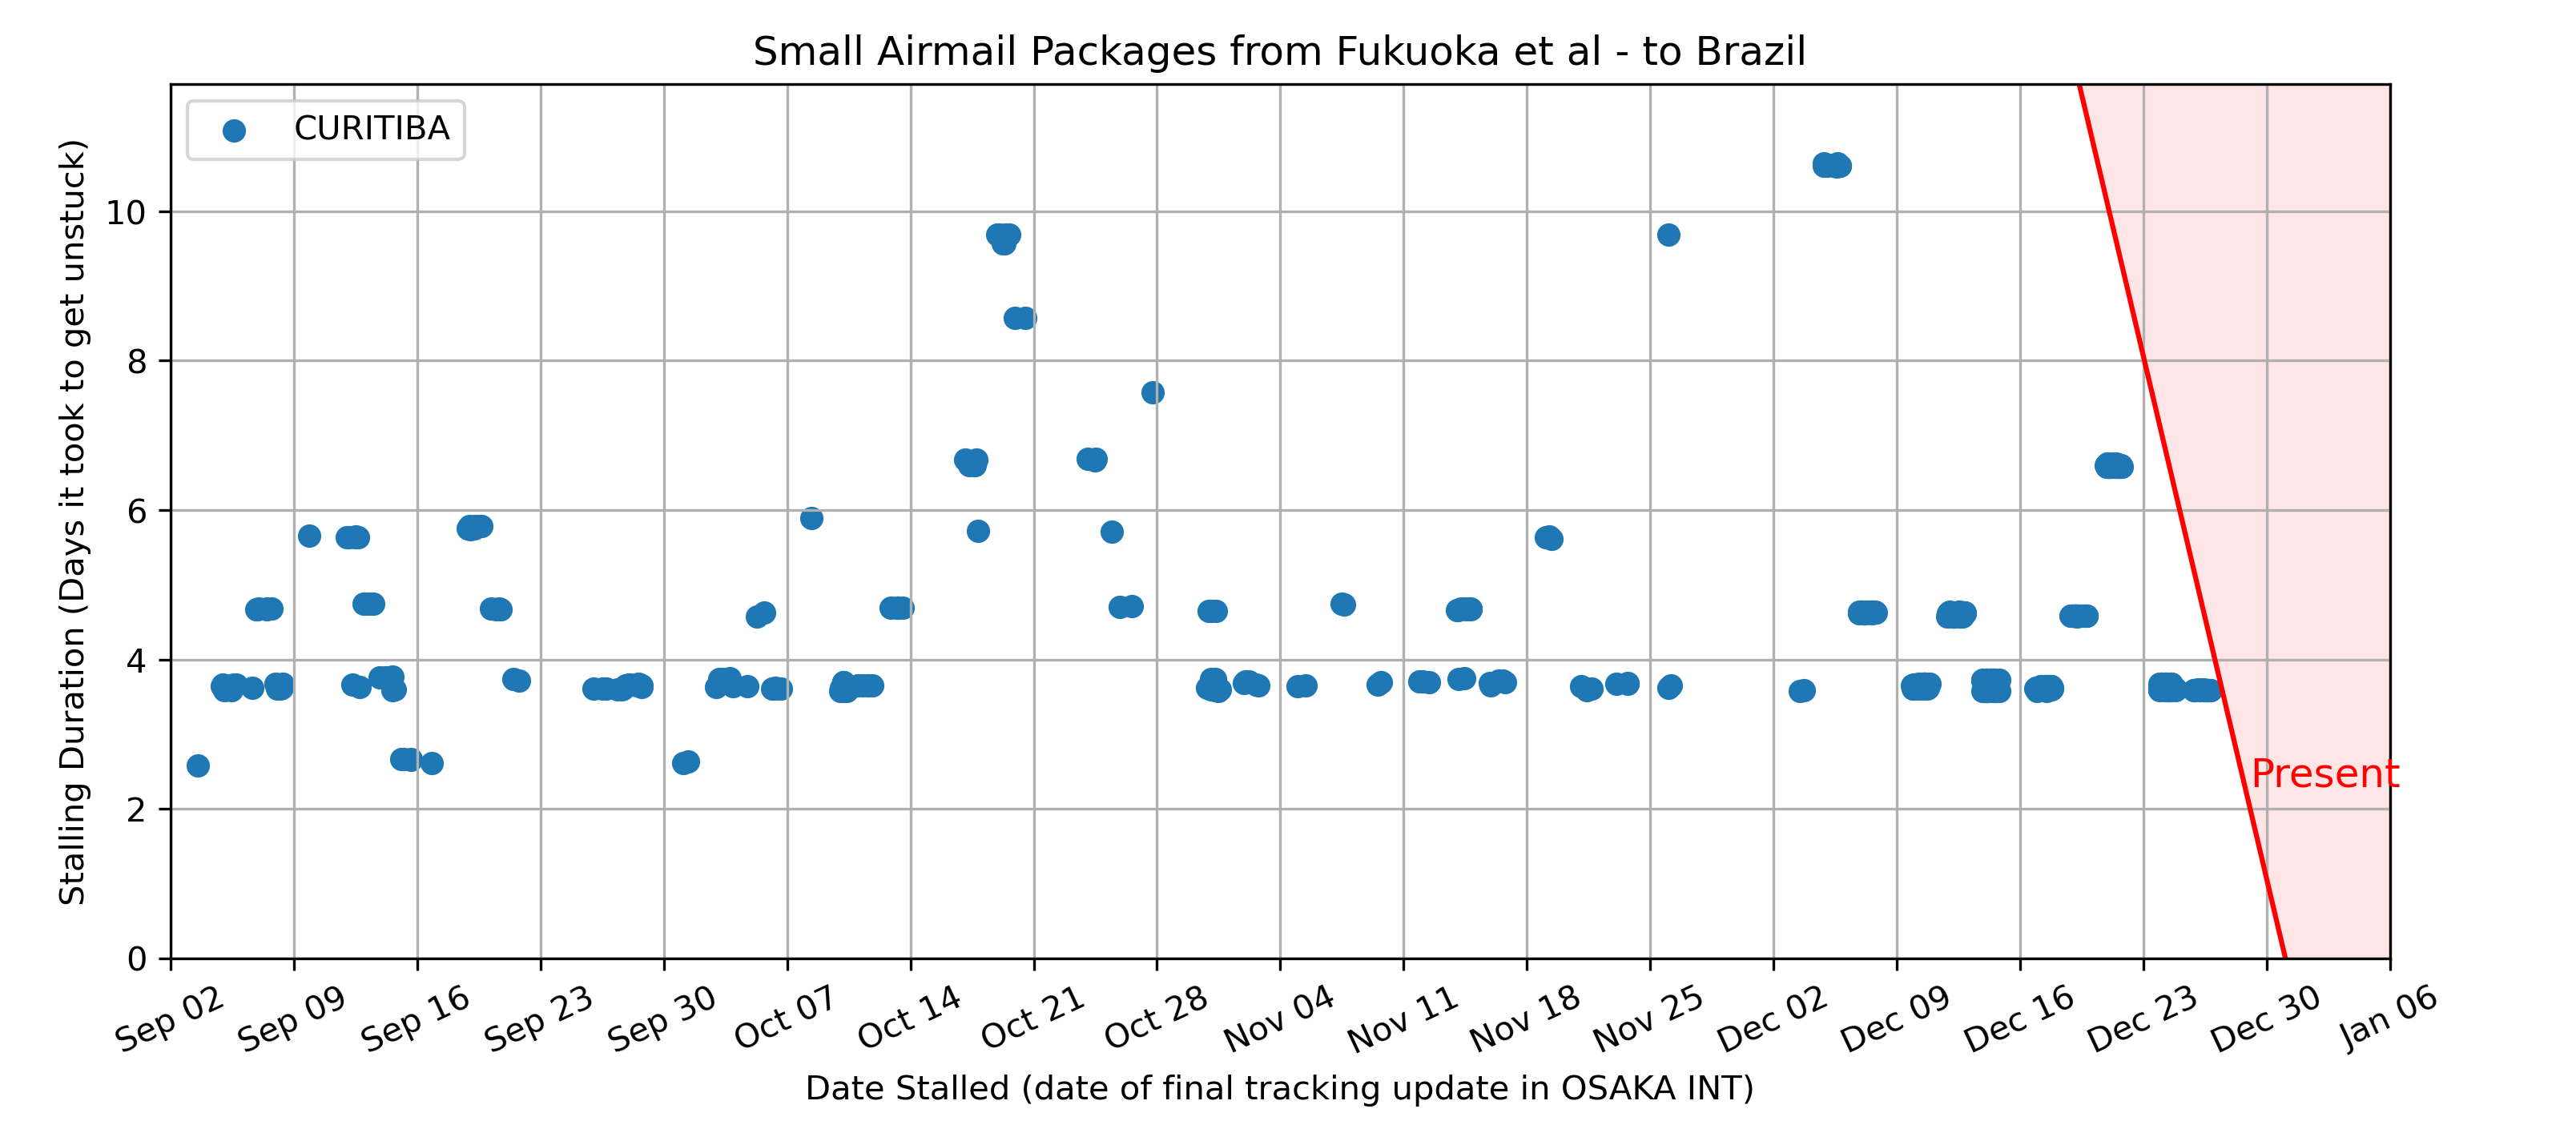 Small Airmail Packages from Fukuoka et al - to Brazil
CURITIBA
Stalling Duration (Days it took to get unstuck)
10
8
6
4
2
0
Present
Sep 02
Sep 09
Sep 16
Sep 23
Sep 30
Oct 07
Oct 14
Oct 21
Oct 28
Nov 04
Nov 11
Nov 18
Nov 25
Dec 02
Dec 09
Dec 16
Dec 23
Dec 30
Jan 06
Date Stalled (date of final tracking update in OSAKA INT)